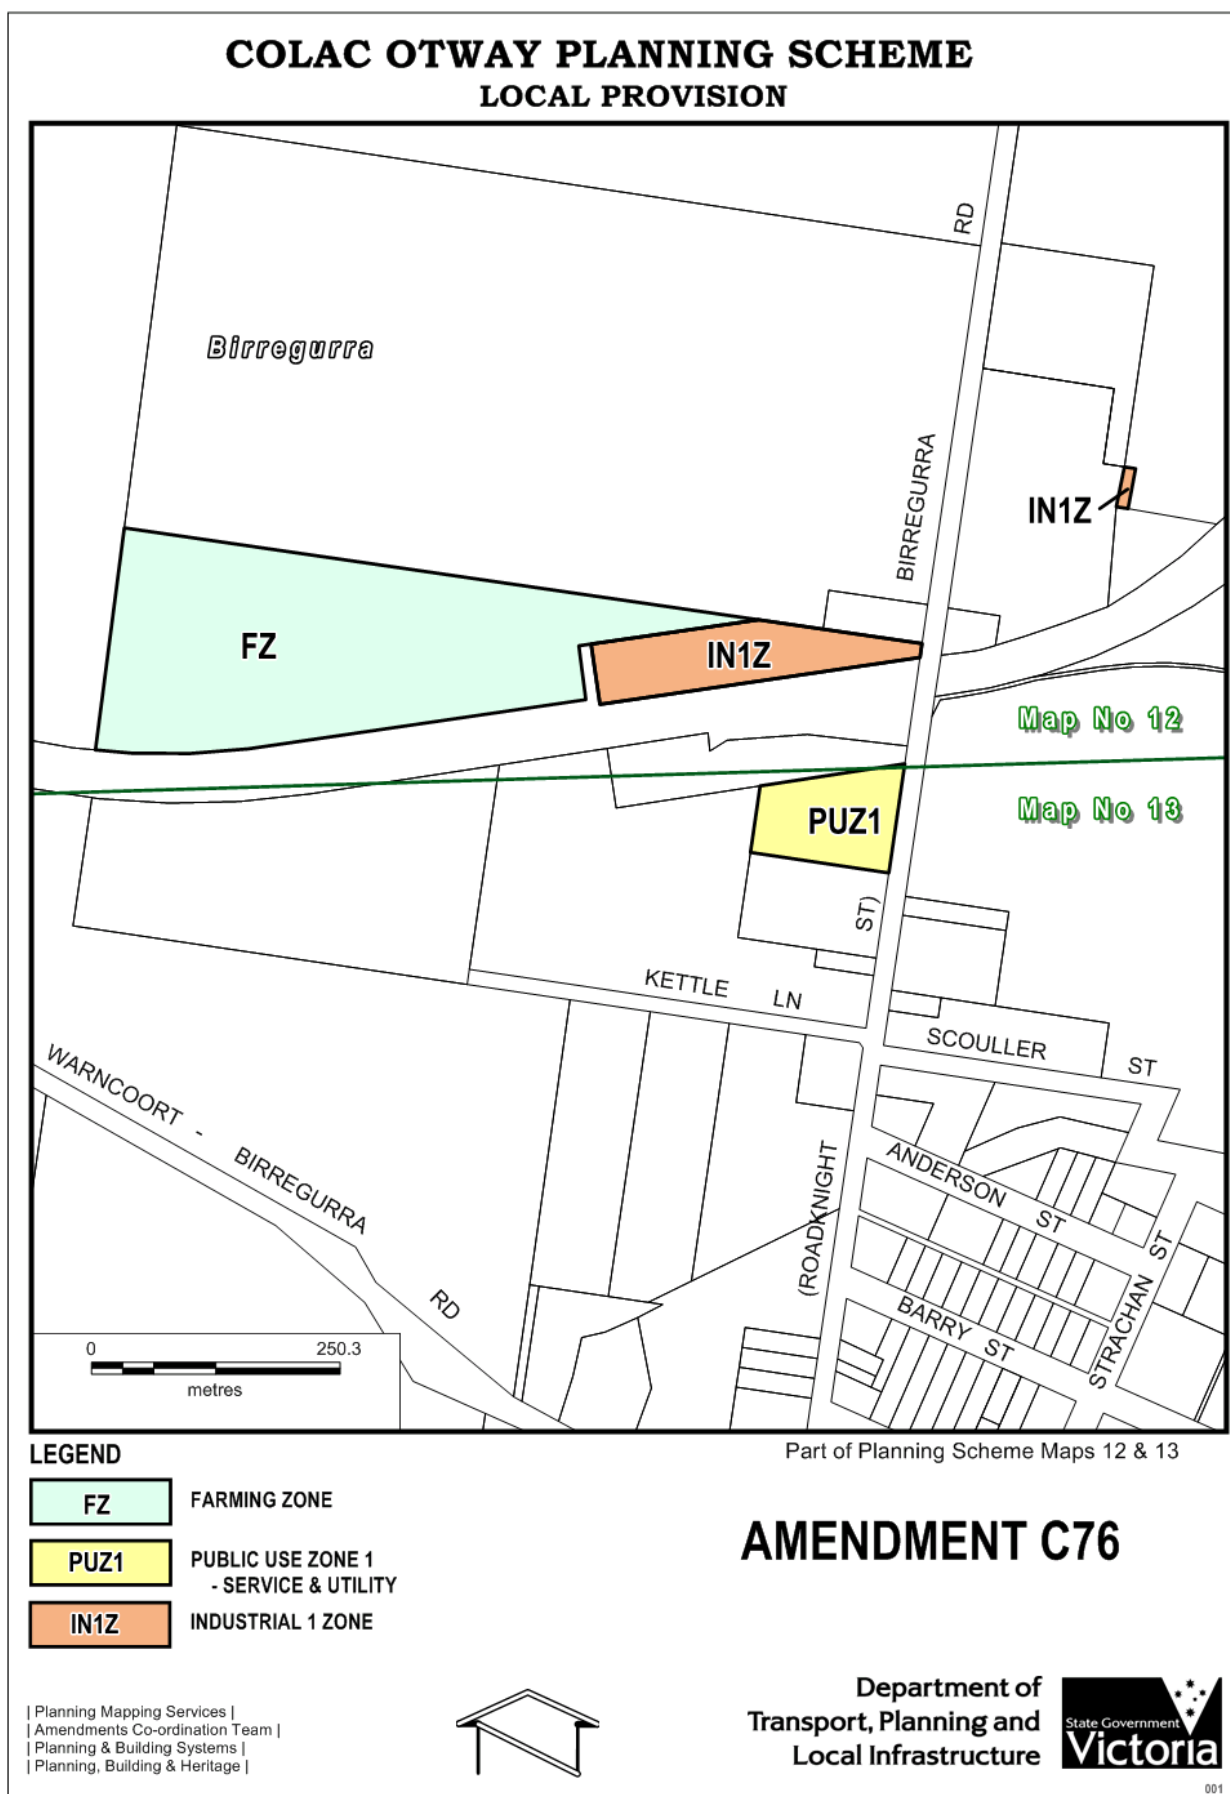 COLAC OTWAY PLANNING SCHEME
LOCAL PROVISION
RD
Birregurra
BIRREGURRA
IN1Z
FZ
IN1Z
Map No 12
Map No 13
PUZ1
ST)
KETTLE LN
SCOULLER ST
WARNCOORT - BIRREGURRA RD
ANDERSON ST
(ROADKNIGHT
STRACHAN ST
BARRY ST
0 250.3
metres
LEGEND
Part of Planning Scheme Maps 12 & 13
FZ FARMING ZONE
PUZ1 PUBLIC USE ZONE 1
- SERVICE & UTILITY
IN1Z INDUSTRIAL 1 ZONE
AMENDMENT C76
| Planning Mapping Services |
| Amendments Co-ordination Team |
| Planning & Building Systems |
| Planning, Building & Heritage |
Department of
Transport, Planning and
Local Infrastructure
State Government
Victoria
001